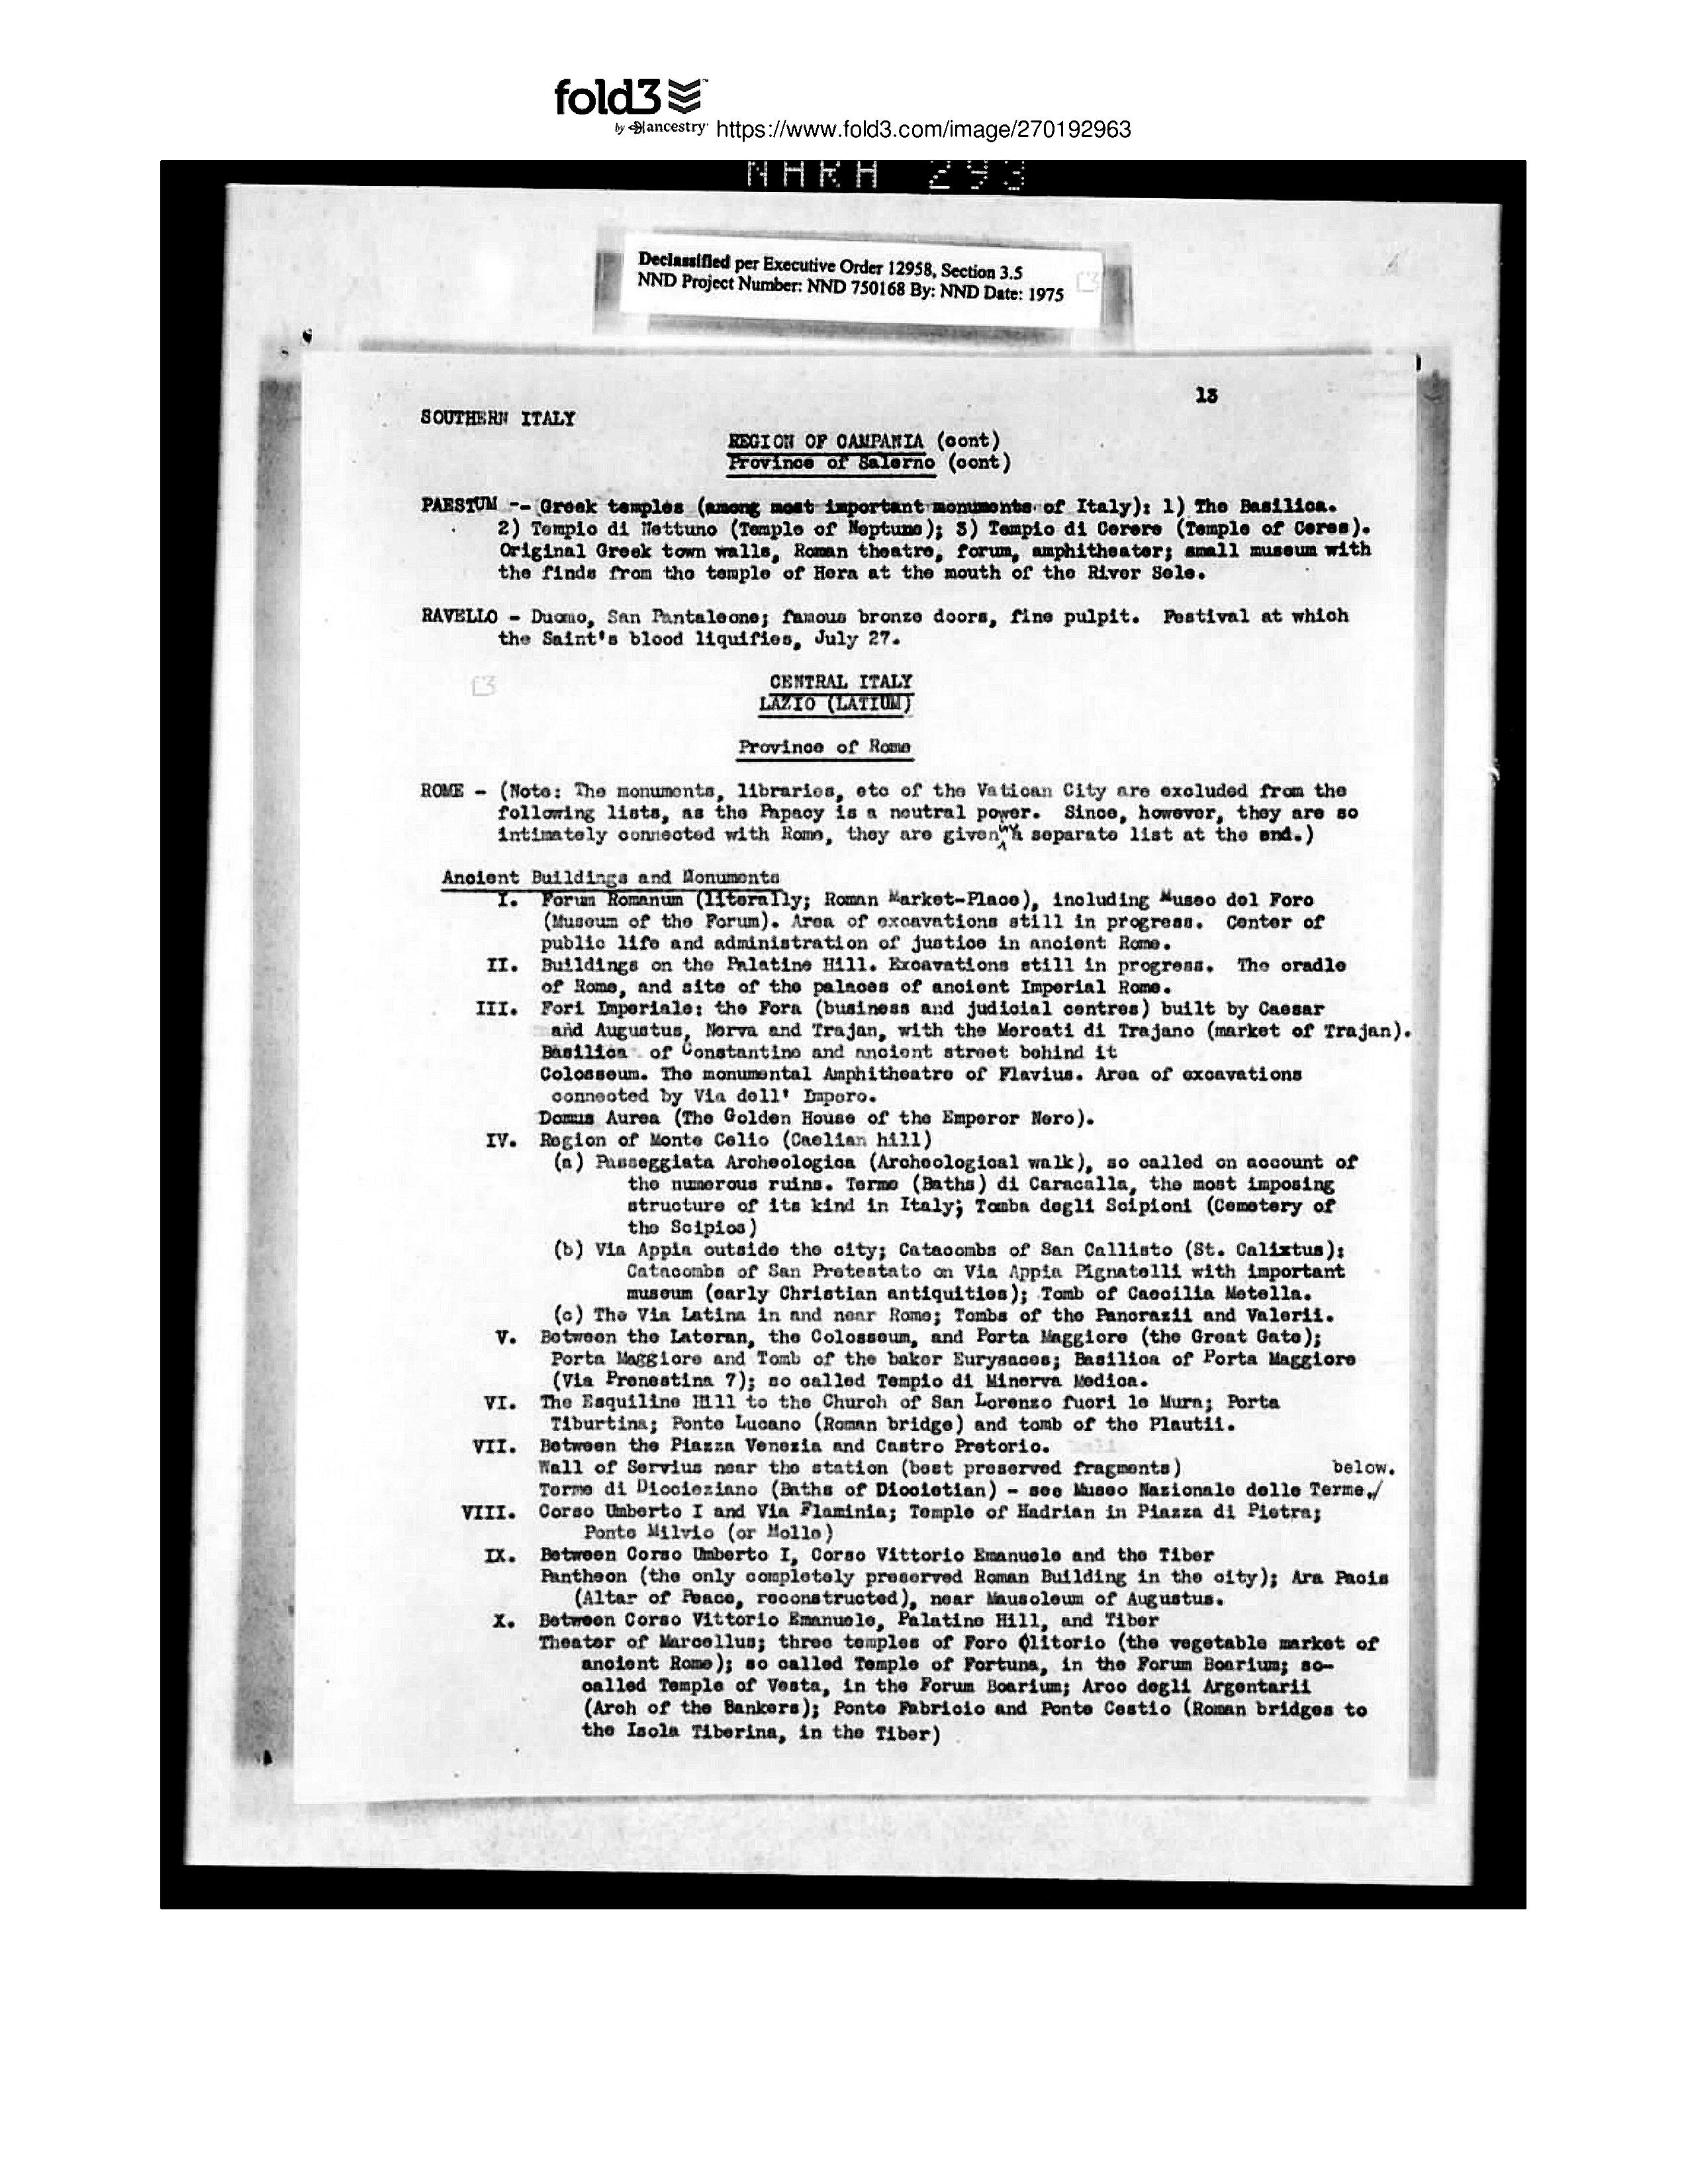 fold3
by ancestry https://www.fold3.com/image/270192963
NARA 293
Declassified per Executive Order 12958, Section 3.5
NND Project Number: NND 750168 By: NND Date: 1975
13
SOUTHERN ITALY
REGION OF CAMPANIA (cont)
Province of Salerno (cont)
PAESTUM -- Greek temples (among most important monuments of Italy): 1) The Basilica.
2) Tempio di Nettuno (Temple of Neptune); 3) Tempio di Cerere (Temple of Ceres).
Original Greek town walls, Roman theatre, forum, amphitheater; small museum with
the finds from the temple of Hera at the mouth of the River Sele.
RAVELLO - Duomo, San Pantaleone; famous bronze doors, fine pulpit. Festival at which
the Saint's blood liquifies, July 27.
CENTRAL ITALY
LAZIO (LATIUM)
Province of Rome
ROME - (Note: The monuments, libraries, etc of the Vatican City are excluded from the
following lists, as the Papacy is a neutral power. Since, however, they are so
intimately connected with Rome, they are given in a separate list at the end.)
Ancient Buildings and Monuments
I. Forum Romanum (literally; Roman Market-Place), including Museo del Foro
(Museum of the Forum). Area of excavations still in progress. Center of
public life and administration of justice in ancient Rome.
II. Buildings on the Palatine Hill. Excavations still in progress. The cradle
of Rome, and site of the palaces of ancient Imperial Rome.
III. Fori Imperiale: the Fora (business and judicial centres) built by Caesar
and Augustus, Nerva and Trajan, with the Mercati di Trajano (market of Trajan).
Basilica of Constantine and ancient street behind it
Colosseum. The monumental Amphitheatre of Flavius. Area of excavations
connected by Via dell' Impero.
Domus Aurea (The Golden House of the Emperor Nero).
IV. Region of Monte Celio (Caelian hill)
(a) Passeggiata Archeologica (Archeological walk), so called on account of
the numerous ruins. Terme (Baths) di Caracalla, the most imposing
structure of its kind in Italy; Tomba degli Scipioni (Cemetery of
the Scipios)
(b) Via Appia outside the city; Catacombs of San Callisto (St. Calixtus):
Catacombs of San Pretestato on Via Appia Pignatelli with important
museum (early Christian antiquities); Tomb of Caecilia Metella.
(c) The Via Latina in and near Rome; Tombs of the Pancrazii and Valerii.
V. Between the Lateran, the Colosseum, and Porta Maggiore (the Great Gate);
Porta Maggiore and Tomb of the baker Eurysaces; Basilica of Porta Maggiore
(Via Prenestina 7); so called Tempio di Minerva Medica.
VI. The Esquiline Hill to the Church of San Lorenzo fuori le Mura; Porta
Tiburtina; Ponte Lucano (Roman bridge) and tomb of the Plautii.
VII. Between the Piazza Venezia and Castro Pretorio.
Wall of Servius near the station (best preserved fragments) below.
Terme di Diocleziano (Baths of Diocletian) - see Museo Nazionale delle Terme./
VIII. Corso Umberto I and Via Flaminia; Temple of Hadrian in Piazza di Pietra;
Ponte Milvio (or Molle)
IX. Between Corso Umberto I, Corso Vittorio Emanuele and the Tiber
Pantheon (the only completely preserved Roman Building in the city); Ara Pacis
(Altar of Peace, reconstructed), near Mausoleum of Augustus.
X. Between Corso Vittorio Emanuele, Palatine Hill, and Tiber
Theater of Marcellus; three temples of Foro Olitorio (the vegetable market of
ancient Rome); so called Temple of Fortuna, in the Forum Boarium; so-
called Temple of Vesta, in the Forum Boarium; Arco degli Argentarii
(Arch of the Bankers); Ponte Fabricio and Ponte Cestio (Roman bridges to
the Isola Tiberina, in the Tiber)